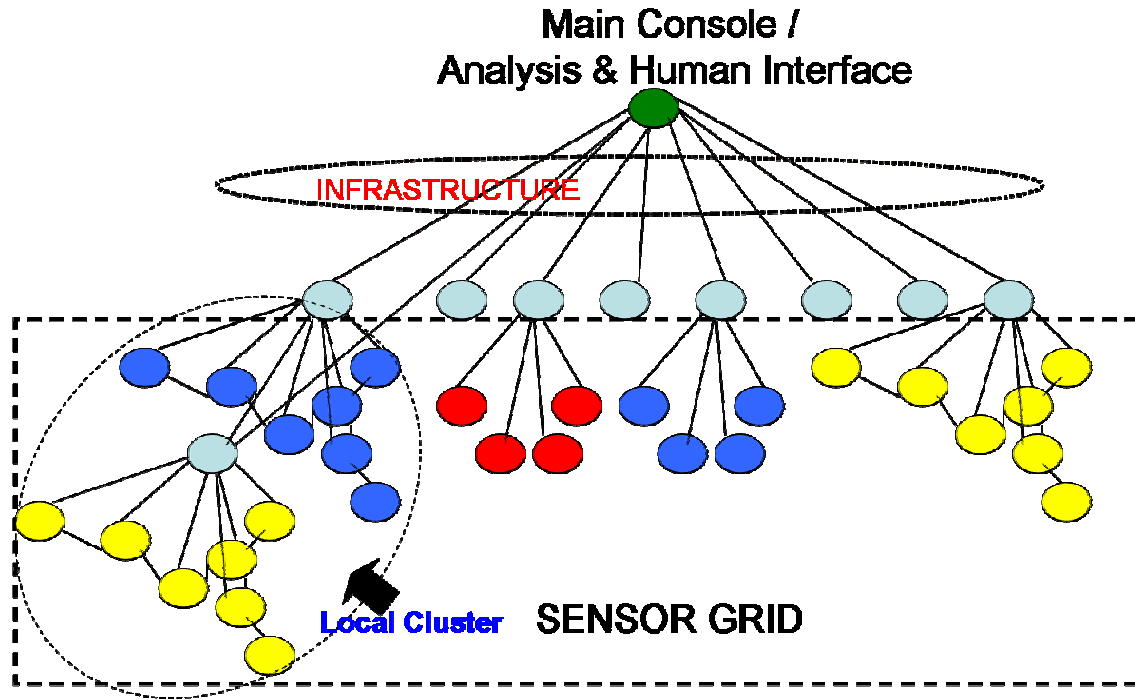 Main Console /
Analysis & Human Interface
INFRASTRUCTURE
Local Cluster
SENSOR GRID